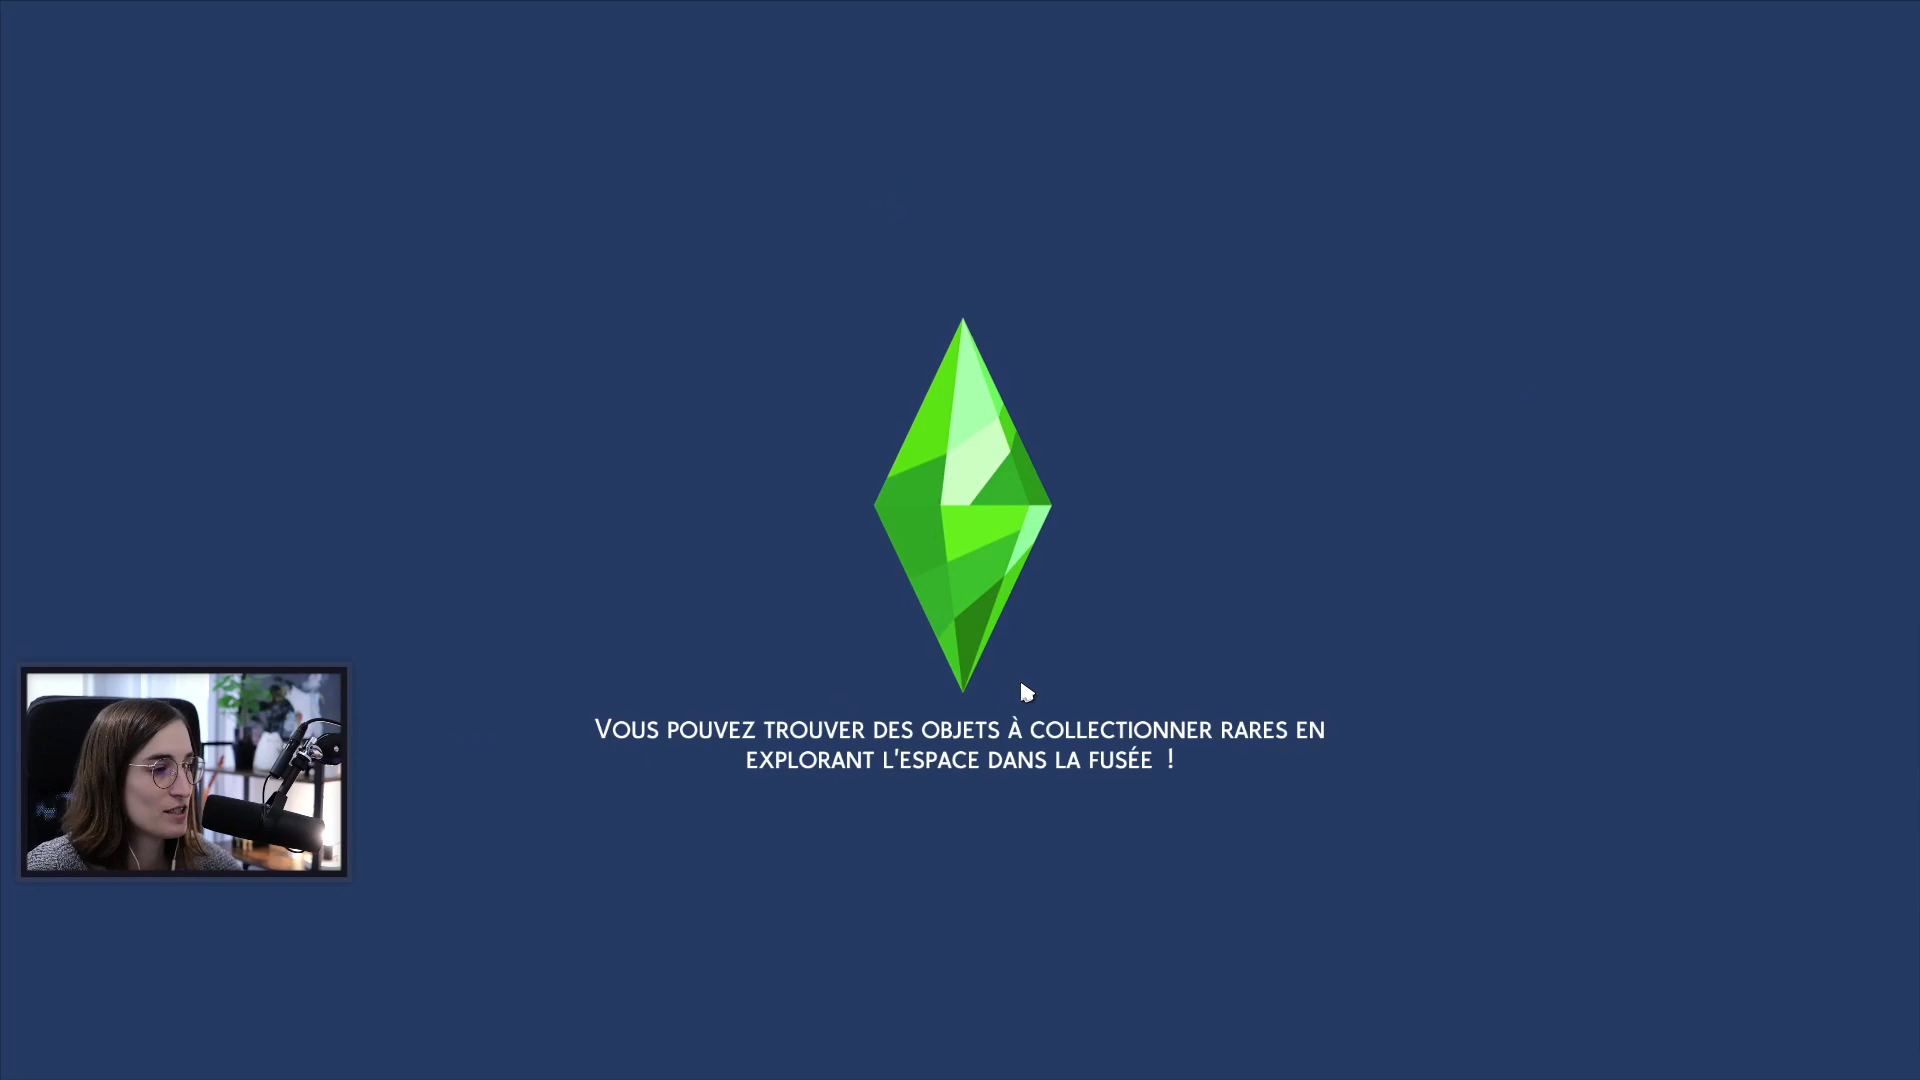 Vous pouvez trouver des objets à collectionner rares en
explorant l'espace dans la fusée !